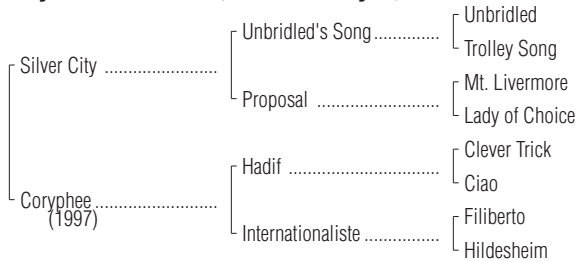 Unbridled
Unbridled's Song..............
Trolley Song
Silver City ........................
Mt. Livermore
Proposal ..........................
Lady of Choice
Clever Trick
Hadif ................................
Ciao
Coryphee..........................
(1997)
Filiberto
Internationaliste ................
Hildesheim